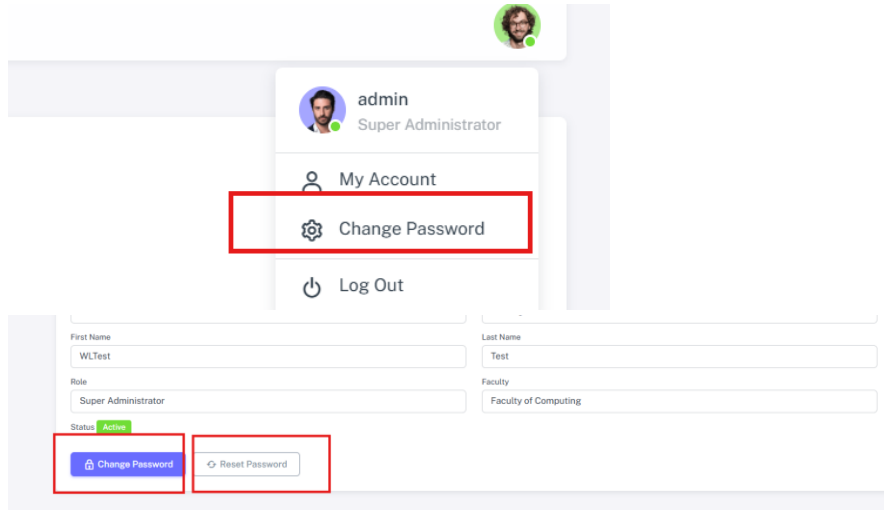 admin
Super Administrator
My Account
Change Password
Log Out
First Name
Last Name
WLTest
Test
Role
Faculty
Super Administrator
Faculty of Computing
Status Active
Change Password
Reset Password